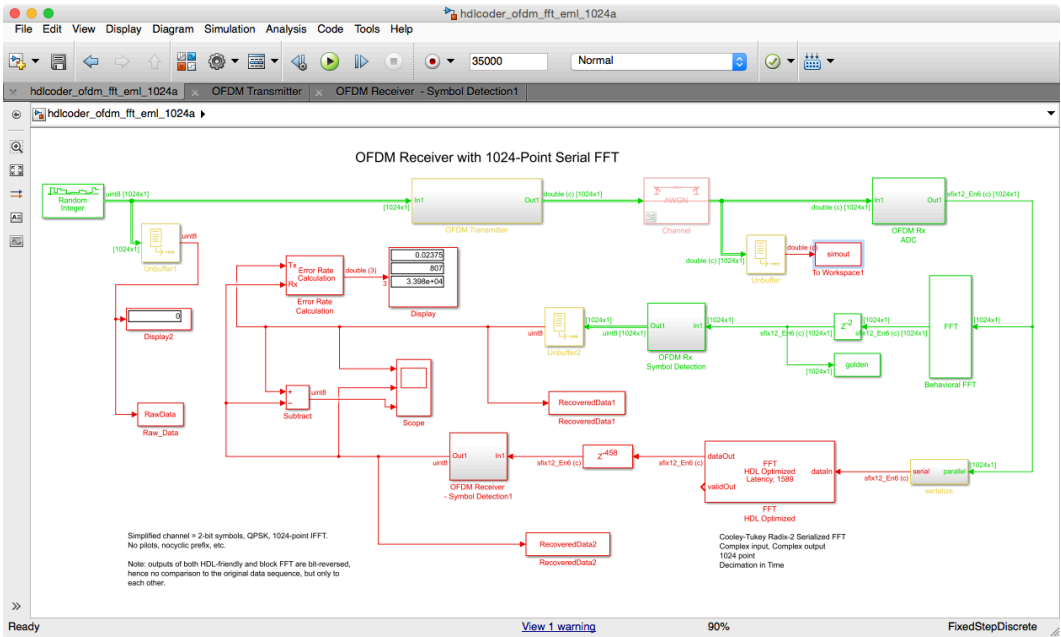 hdlcoder_ofdm_fft_eml_1024a
File Edit View Display Diagram Simulation Analysis Code Tools Help
35000 Normal
hdlcoder_ofdm_fft_eml_1024a OFDM Transmitter OFDM Receiver - Symbol Detection1
hdlcoder_ofdm_fft_eml_1024a
OFDM Receiver with 1024-Point Serial FFT
Random
Integer
uint8 [1024x1]
[1024x1]
In1
Out1
OFDM Transmitter
double (c) [1024x1]
AWGN
Channel
double (c) [1024x1]
In1
Out1
OFDM Rx
ADC
sfix12_En6 (c) [1024x1]
[1024x1]
uint8
Unbuffer1
double (c) [1024x1]
Unbuffer
double (c)
simout
To Workspace1
Tx
Rx
Error Rate
Calculation
Error Rate
Calculation
double (3)
3
0.02375
807
3.398e+04
Display
0
Display2
uint8
Unbuffer2
[1024x1]
uint8 [1024x1]
Out1
In1
OFDM Rx
Symbol Detection
[1024x1]
sfix12_En6 (c) [1024x1]
Z-2
[1024x1]
sfix12_En6 (c) [1024x1]
FFT
Behavioral FFT
[1024x1]
[1024x1]
golden
+
−
Subtract
uint8
Scope
RawData
Raw_Data
RecoveredData1
RecoveredData1
uint8
Out1
In1
OFDM Receiver
- Symbol Detection1
sfix12_En6 (c)
Z-458
sfix12_En6 (c)
dataOut
validOut
FFT
HDL Optimized
Latency, 1589
dataIn
FFT
HDL Optimized
sfix12_En6 (c)
serial
parallel
serialize
[1024x1]
RecoveredData2
RecoveredData2
Simplified channel = 2-bit symbols, QPSK, 1024-point IFFT.
No pilots, nocyclic prefix, etc.
Note: outputs of both HDL-friendly and block FFT are bit-reversed,
hence no comparison to the original data sequence, but only to
each other.
Cooley-Tukey Radix-2 Serialized FFT
Complex input, Complex output
1024 point
Decimation in Time
Ready View 1 warning 90% FixedStepDiscrete